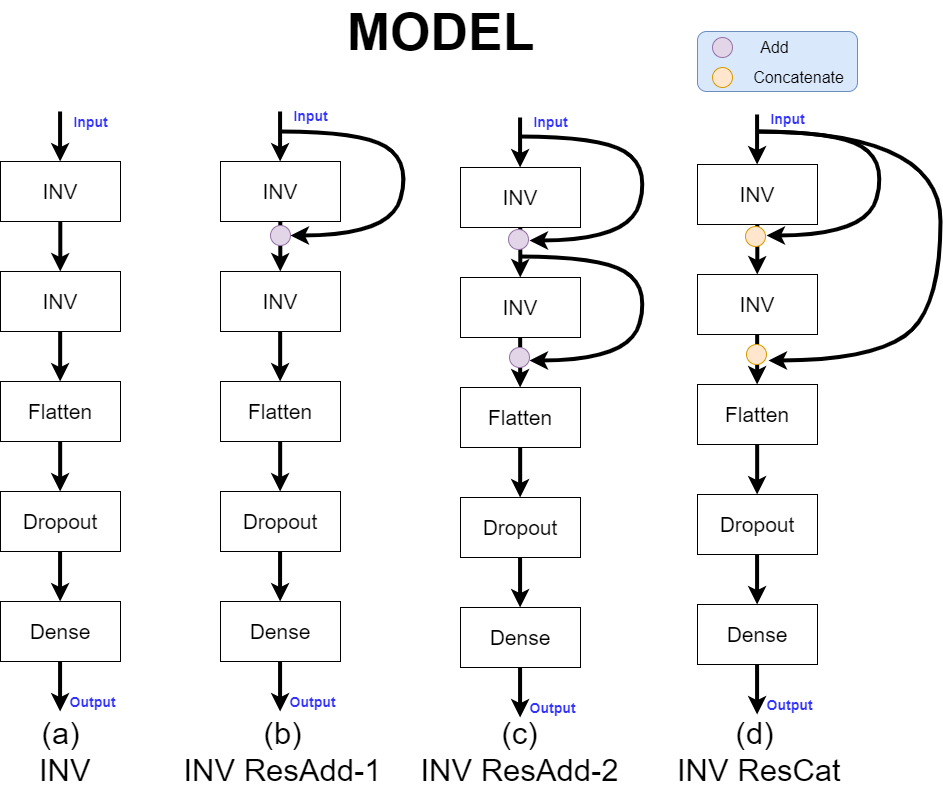 MODEL
Add
Concatenate
Input
INV
INV
Flatten
Dropout
Dense
Output
(a)
INV
Input
INV
INV
Flatten
Dropout
Dense
Output
(b)
INV ResAdd-1
Input
INV
INV
Flatten
Dropout
Dense
Output
(c)
INV ResAdd-2
Input
INV
INV
Flatten
Dropout
Dense
Output
(d)
INV ResCat